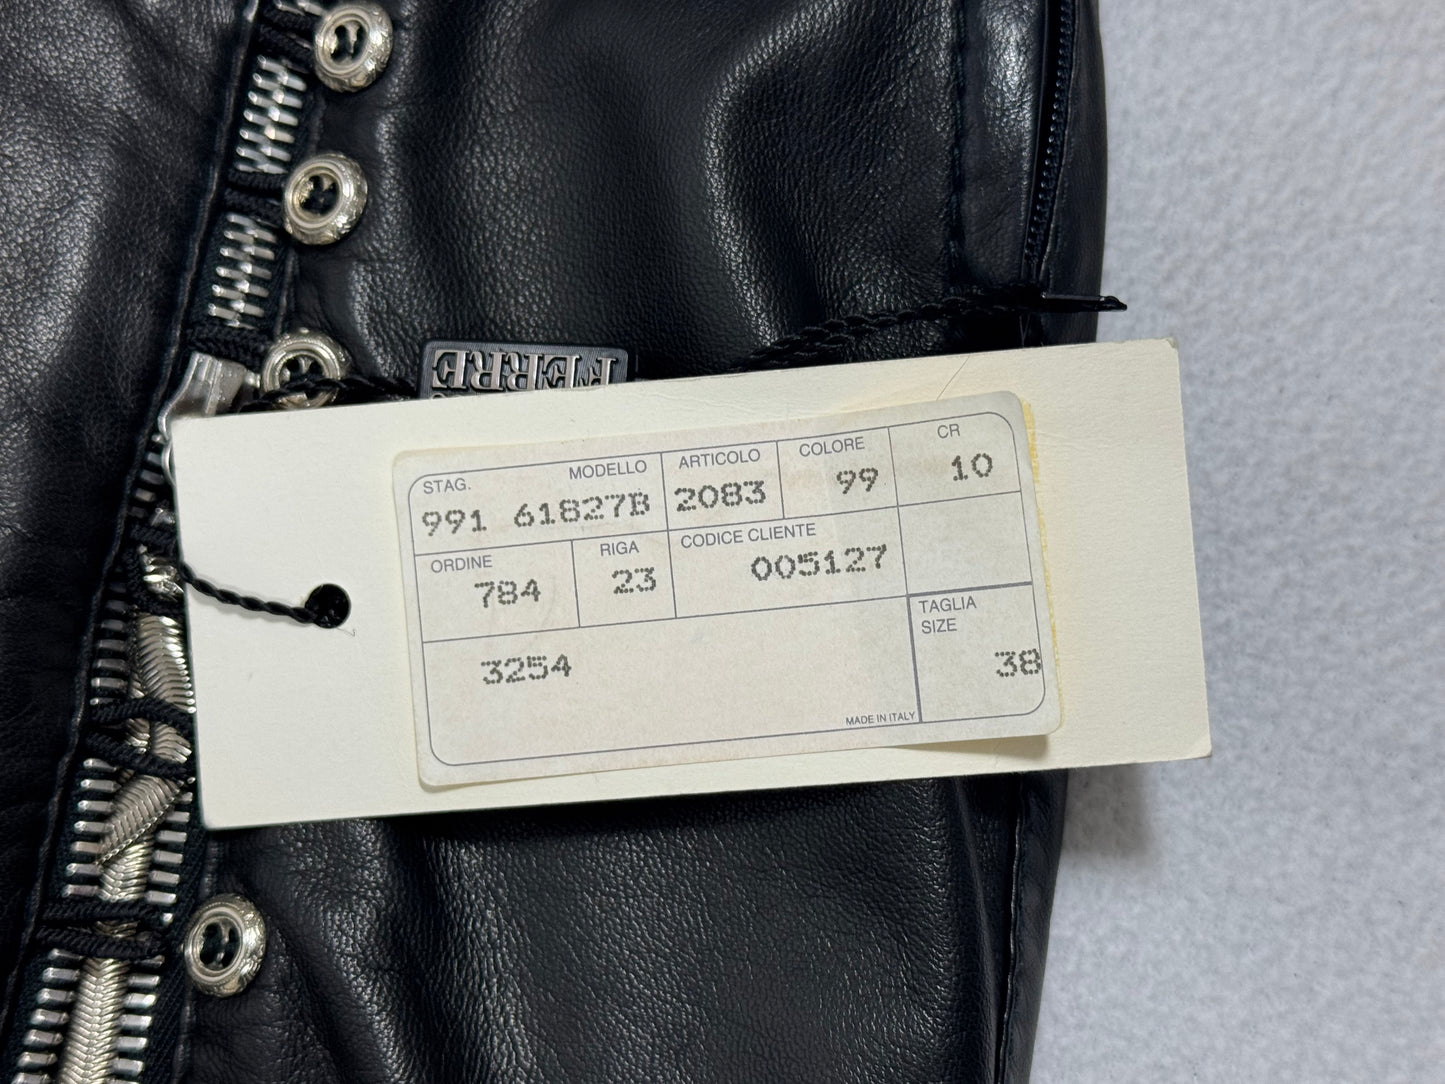 FERRE
STAG. MODELLO ARTICOLO COLORE CR
991 61827B 2083 99 10
ORDINE RIGA CODICE CLIENTE
784 23 005127
TAGLIA
SIZE
3254 38
MADE IN ITALY